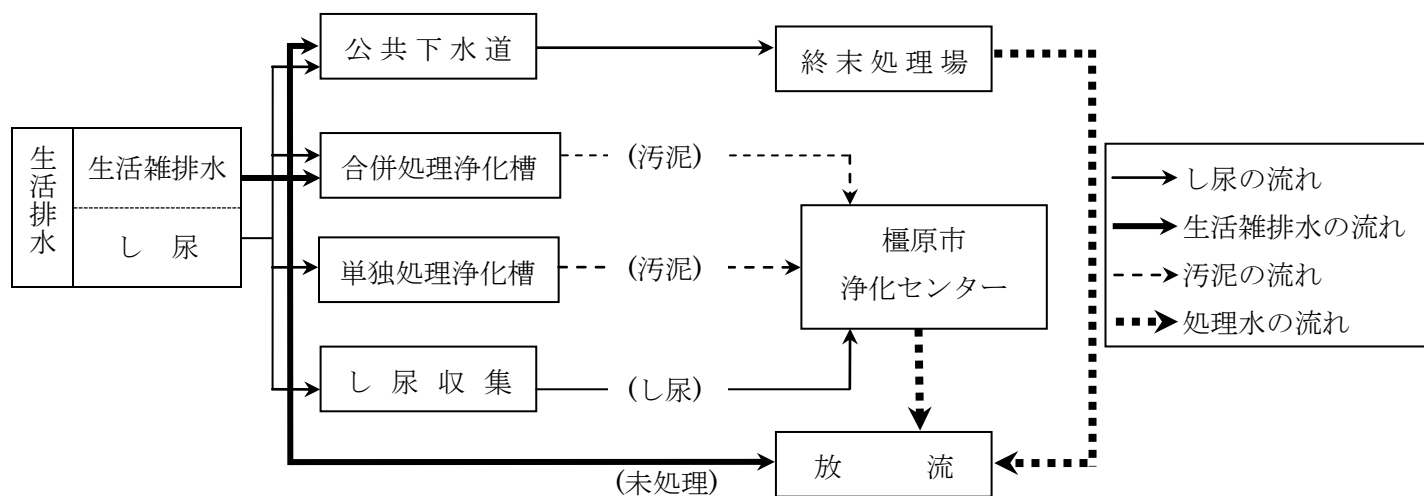 生活排水
生活雑排水
し尿
公共下水道
終末処理場
合併処理浄化槽
(汚泥)
単独処理浄化槽
(汚泥)
橿原市
浄化センター
し尿収集
(し尿)
放流
(未処理)
し尿の流れ
生活雑排水の流れ
汚泥の流れ
処理水の流れ